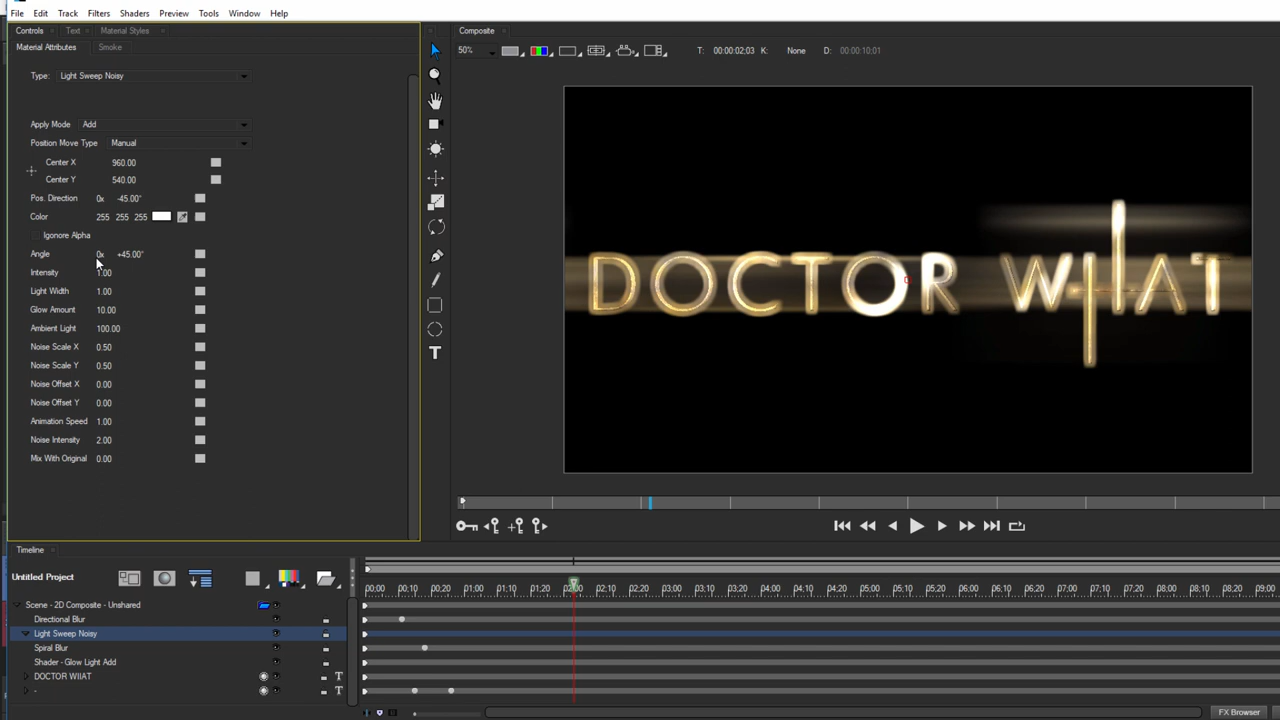 File Edit Track Filters Shaders Preview Tools Window Help
Controls Text Material Styles
Composite
Material Attributes Smoke
50% T: 00:00:02;03 K: None D: 00:00:10;01
Type: Light Sweep Noisy
Apply Mode Add
Position Move Type Manual
Center X 960.00
Center Y 540.00
Pos. Direction 0x -45.00°
Color 255 255 255
Igonore Alpha
Angle 0x +45.00°
Intensity 1.00
Light Width 1.00
Glow Amount 10.00
Ambient Light 100.00
Noise Scale X 0.50
Noise Scale Y 0.50
Noise Offset X 0.00
Noise Offset Y 0.00
Animation Speed 1.00
Noise Intensity 2.00
Mix With Original 0.00
DOCTOR WIIAT
T
Timeline
Untitled Project
00:00 00:10 00:20 01:00 01:10 01:20 02:00 02:10 02:20 03:00 03:10 03:20 04:00 04:10 04:20 05:00 05:10 05:20 06:00 06:10 06:20 07:00 07:10 07:20 08:00 08:10 08:20 09:00
Scene - 2D Composite - Unshared
Directional Blur
Light Sweep Noisy
Spiral Blur
Shader - Glow Light Add
DOCTOR WIIAT T
- T
FX Browser